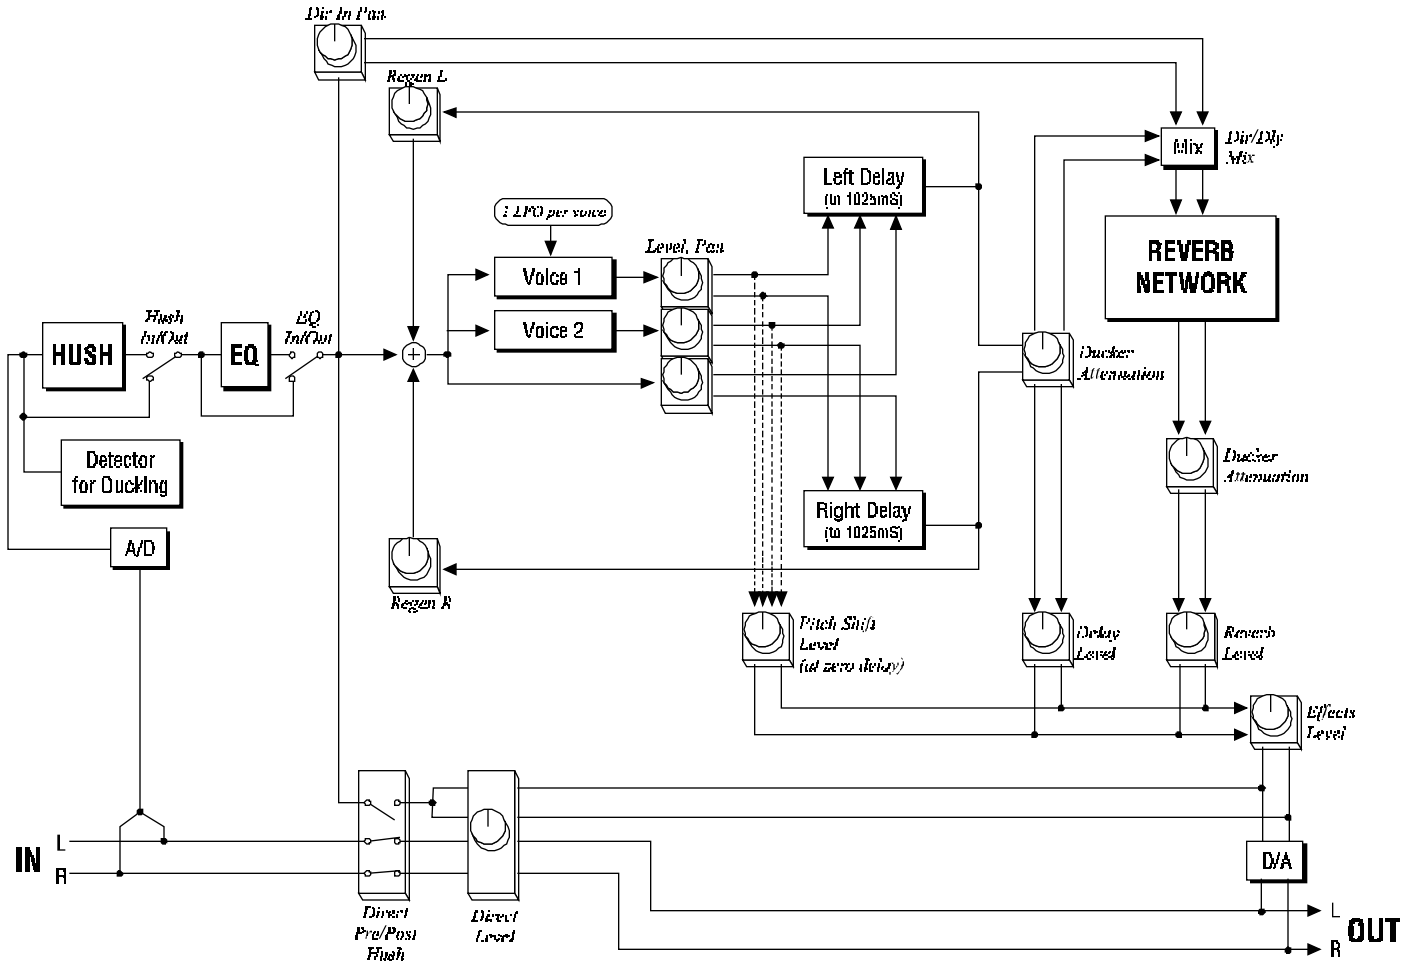 Dir In Pan
Regen L
Mix
Dir/Dly
Mix
Left Delay
(to 1025mS)
1 LFO per voice
Level, Pan
REVERB
NETWORK
Voice 1
Voice 2
Hush
In/Out
EQ
In/Out
HUSH
EQ
+
Ducker
Attenuation
Detector
for Ducking
Ducker
Attenuation
Right Delay
(to 1025mS)
A/D
Regen R
Pitch Shift
Level
(at zero delay)
Delay
Level
Reverb
Level
Effects
Level
IN
L
R
D/A
Direct
Pre/Post
Hush
Direct
Level
L
R
OUT